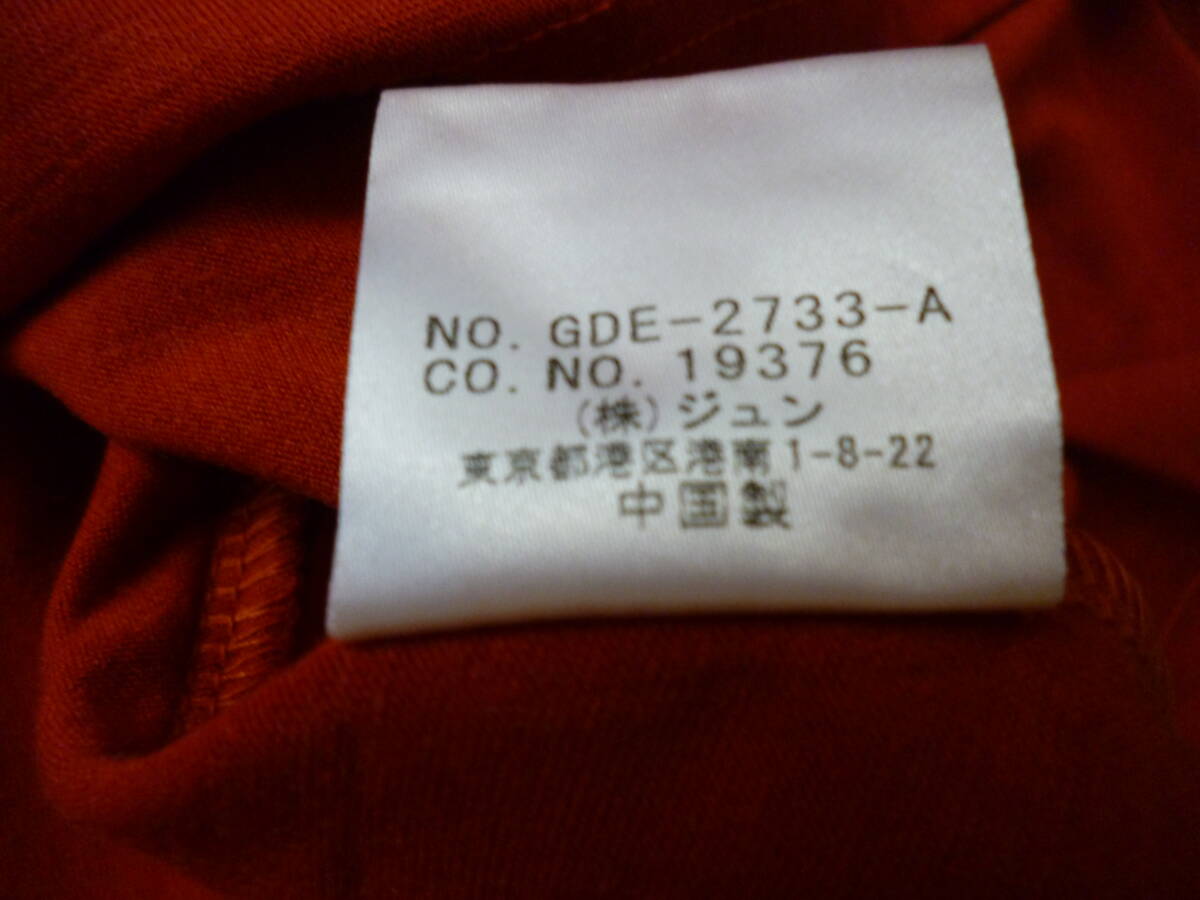 NO. GDE-2733-A
CO. NO. 19376
(株)ジュン
東京都港区港南1-8-22
中国製